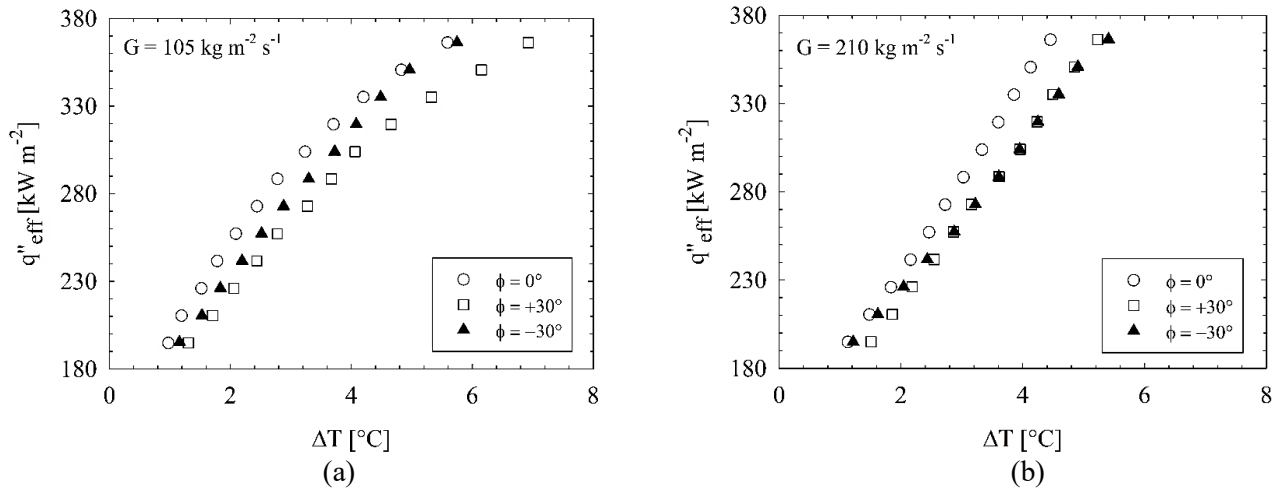 380
330
280
230
180
q"eff [kW m-2]
G = 105 kg m-2 s-1
ϕ = 0°
ϕ = +30°
ϕ = −30°
0 2 4 6 8
ΔT [°C]
(a)
380
330
280
230
180
q"eff [kW m-2]
G = 210 kg m-2 s-1
ϕ = 0°
ϕ = +30°
ϕ = −30°
0 2 4 6 8
ΔT [°C]
(b)